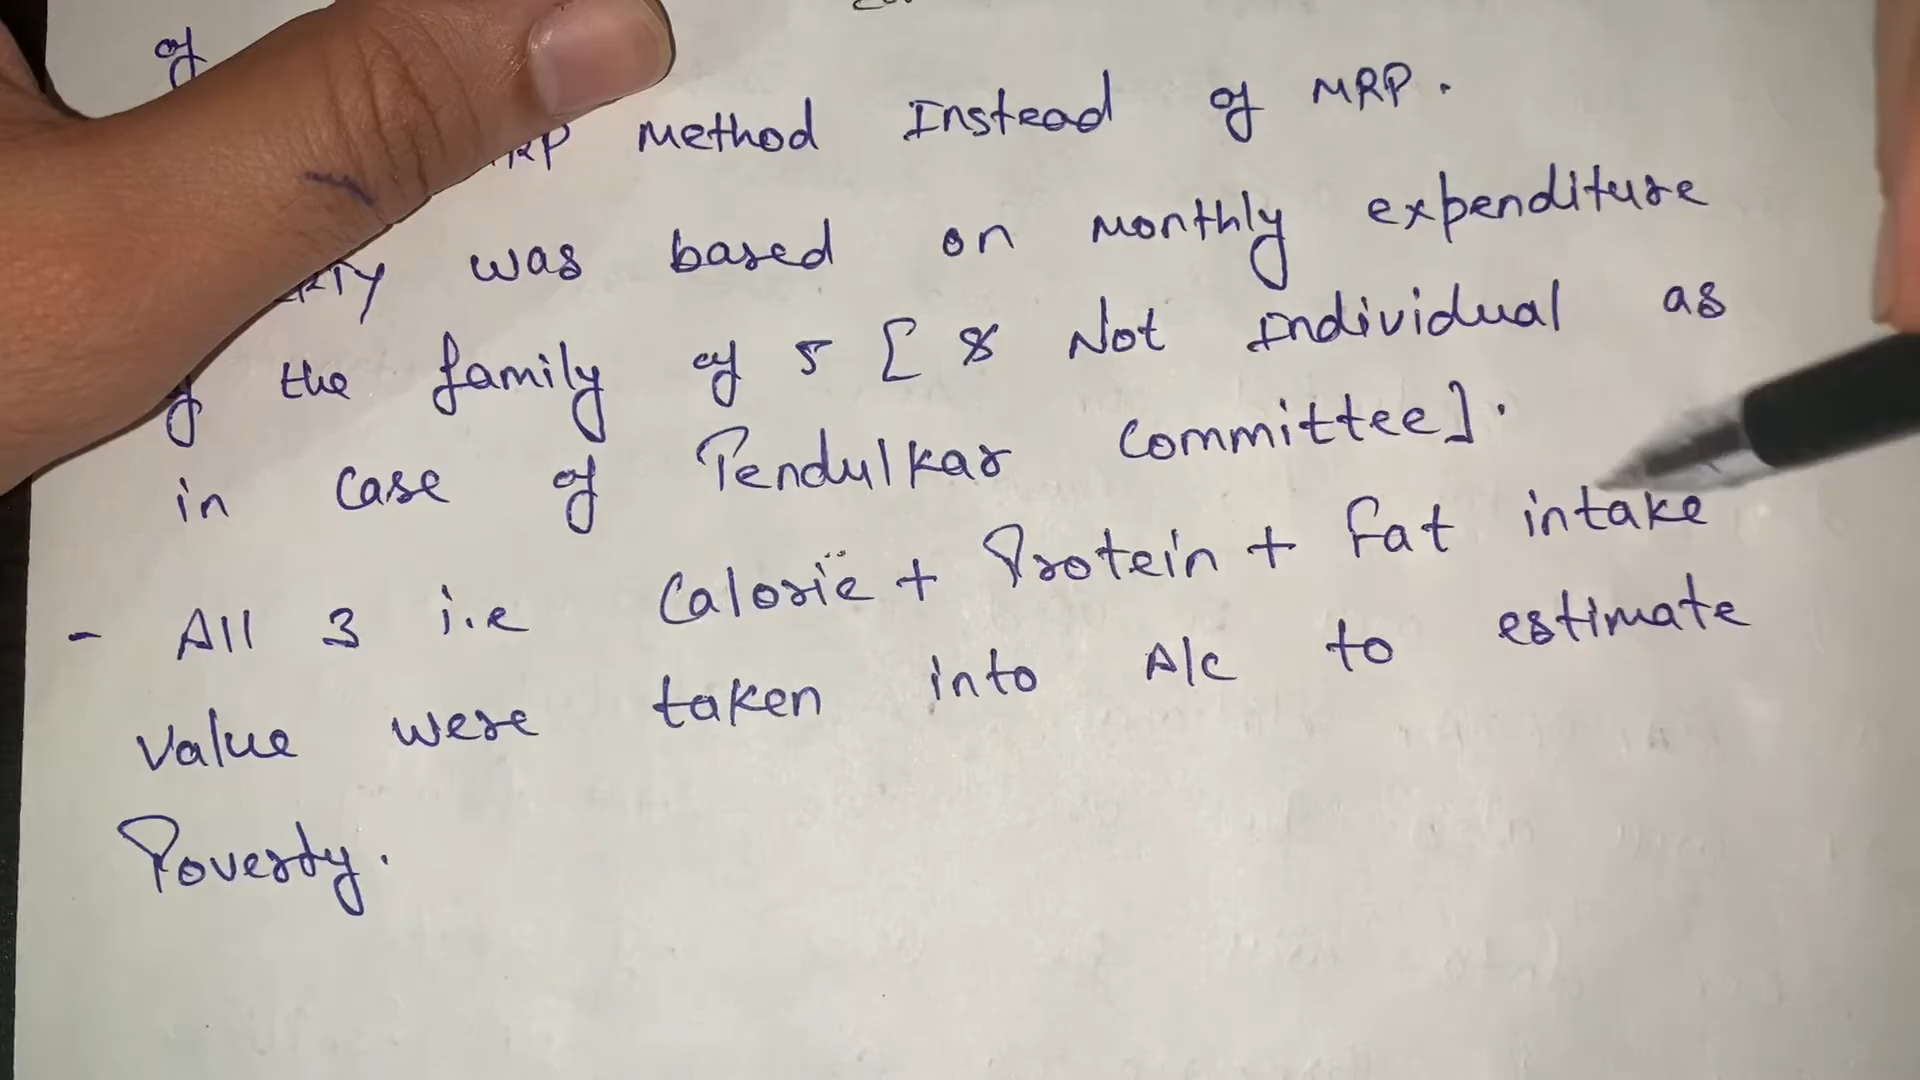 of
Method Instead of MRP.
was based on Monthly expenditure
the family of 5 [ & Not Individual as
in case of Tendulkar Committee].
- All 3 i.e Calorie + Protein + Fat intake
Value were taken into A/c to estimate
Poverty.